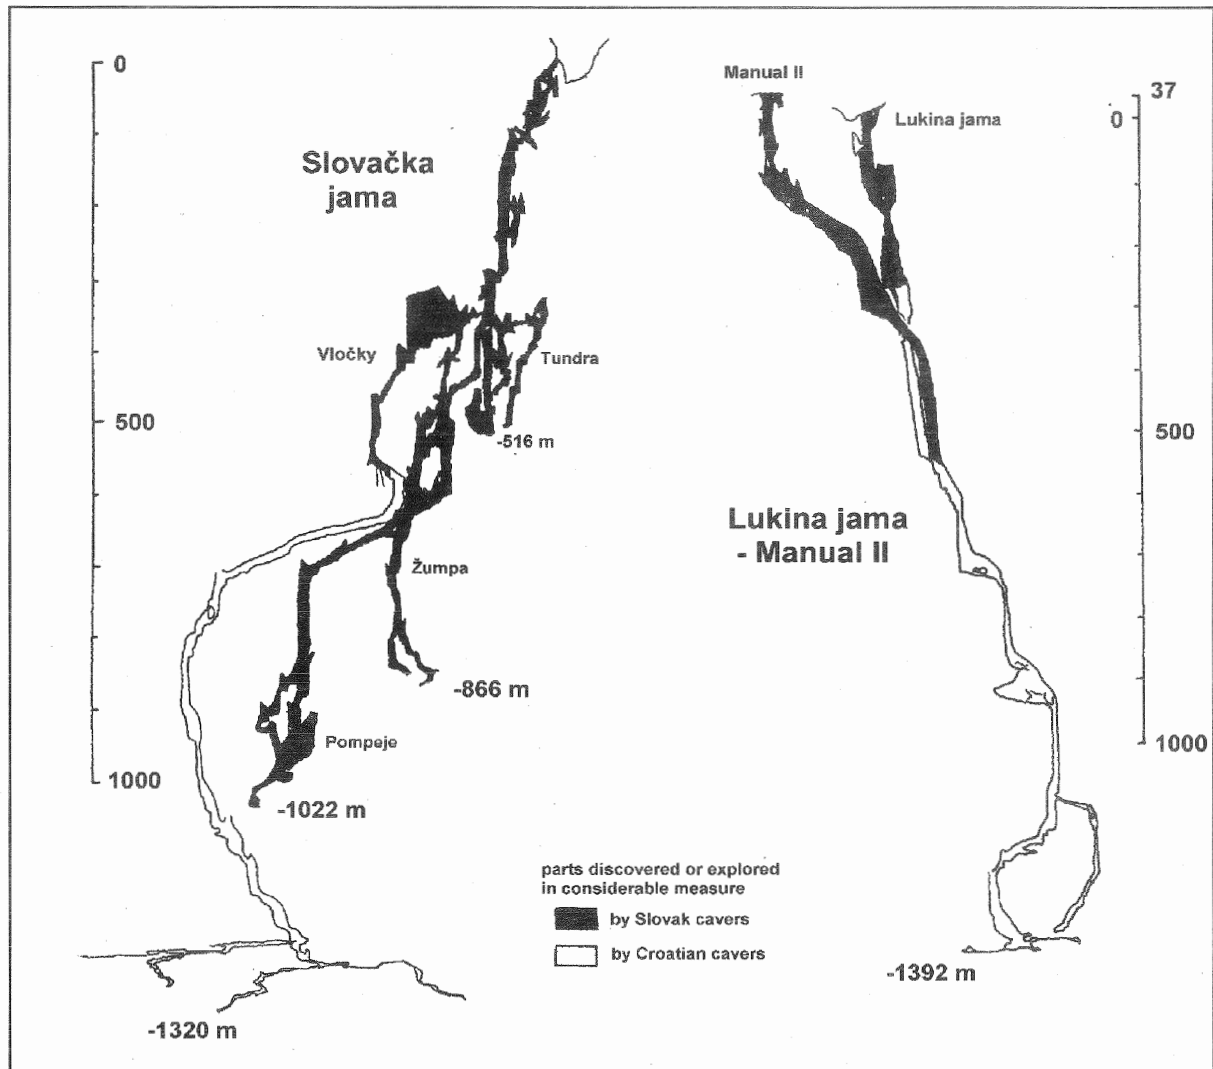 0
Slovačka
jama
Vločky
Tundra
500
-516 m
Žumpa
-866 m
Pompeje
1000
-1022 m
-1320 m
Manual II
37
0
Lukina jama
500
Lukina jama
- Manual II
1000
-1392 m
parts discovered or explored
in considerable measure
by Slovak cavers
by Croatian cavers